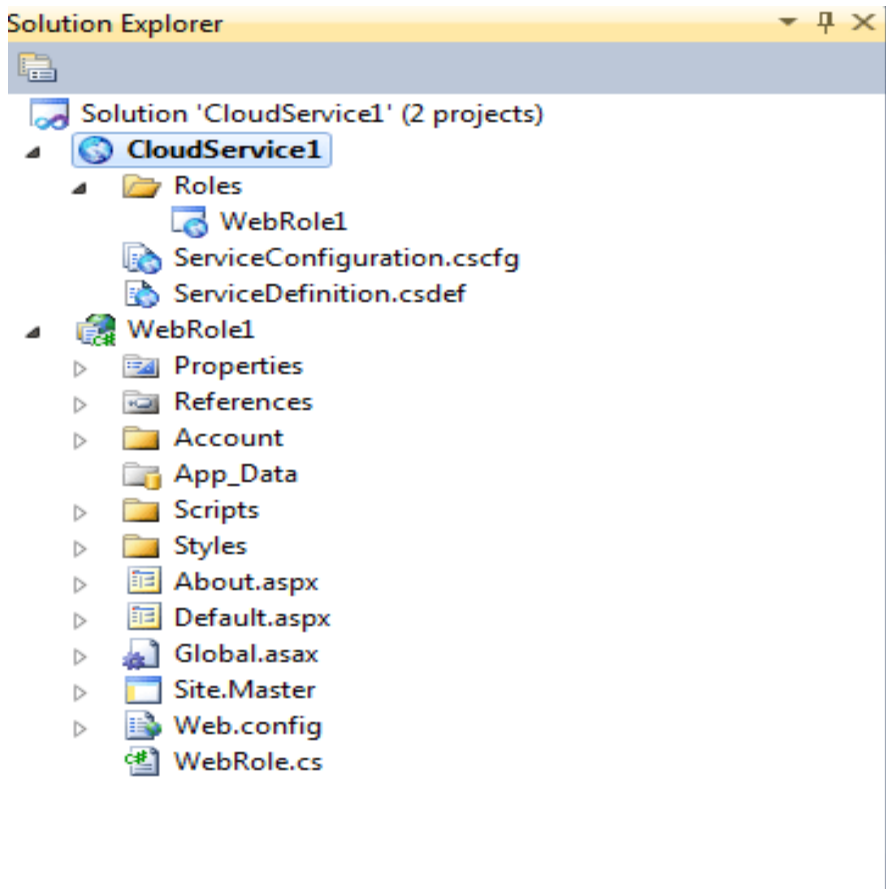 Solution Explorer
Solution 'CloudService1' (2 projects)
CloudService1
Roles
WebRole1
ServiceConfiguration.cscfg
ServiceDefinition.csdef
WebRole1
Properties
References
Account
App_Data
Scripts
Styles
About.aspx
Default.aspx
Global.asax
Site.Master
Web.config
WebRole.cs